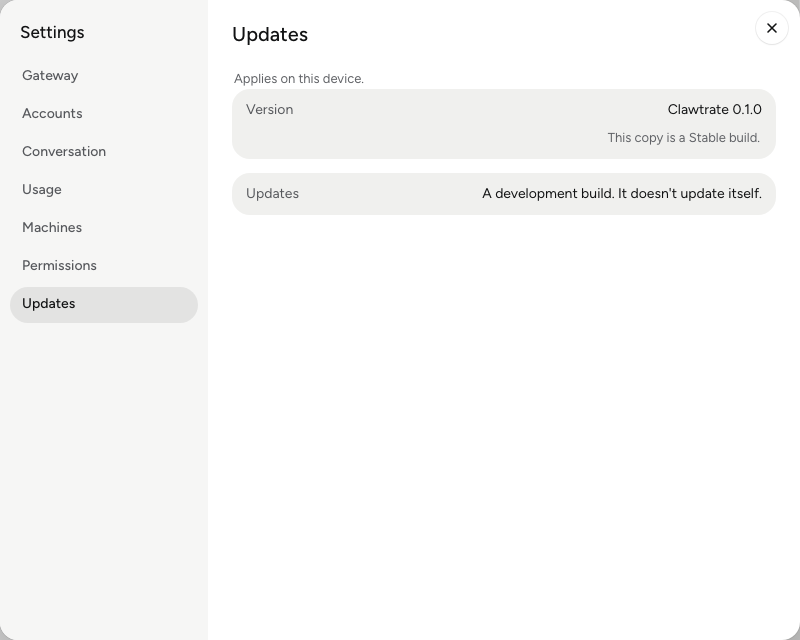 Settings
Gateway
Accounts
Conversation
Usage
Machines
Permissions
Updates
Updates
Applies on this device.
Version
Clawtrate 0.1.0
This copy is a Stable build.
Updates
A development build. It doesn't update itself.